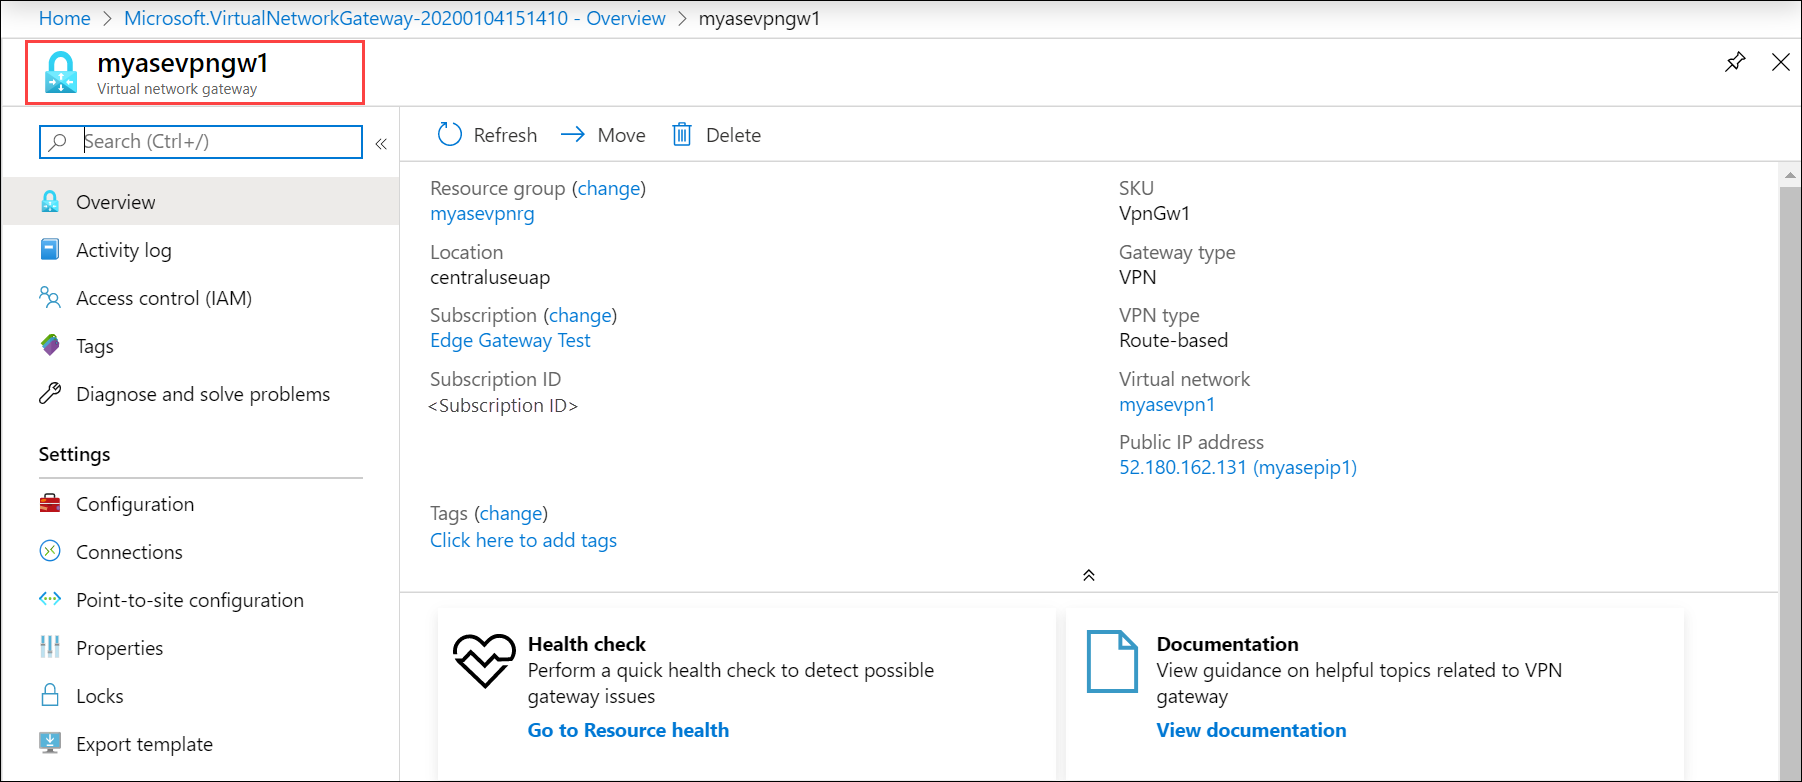 Home > Microsoft.VirtualNetworkGateway-20200104151410 - Overview > myasevpngw1
myasevpngw1
Virtual network gateway
Search (Ctrl+/)
«
Overview
Activity log
Access control (IAM)
Tags
Diagnose and solve problems
Settings
Configuration
Connections
Point-to-site configuration
Properties
Locks
Export template
Refresh
Move
Delete
Resource group (change)
myasevpnrg
Location
centraluseuap
Subscription (change)
Edge Gateway Test
Subscription ID
<Subscription ID>
Tags (change)
Click here to add tags
SKU
VpnGw1
Gateway type
VPN
VPN type
Route-based
Virtual network
myasevpn1
Public IP address
52.180.162.131 (myasepip1)
Health check
Perform a quick health check to detect possible
gateway issues
Go to Resource health
Documentation
View guidance on helpful topics related to VPN
gateway
View documentation